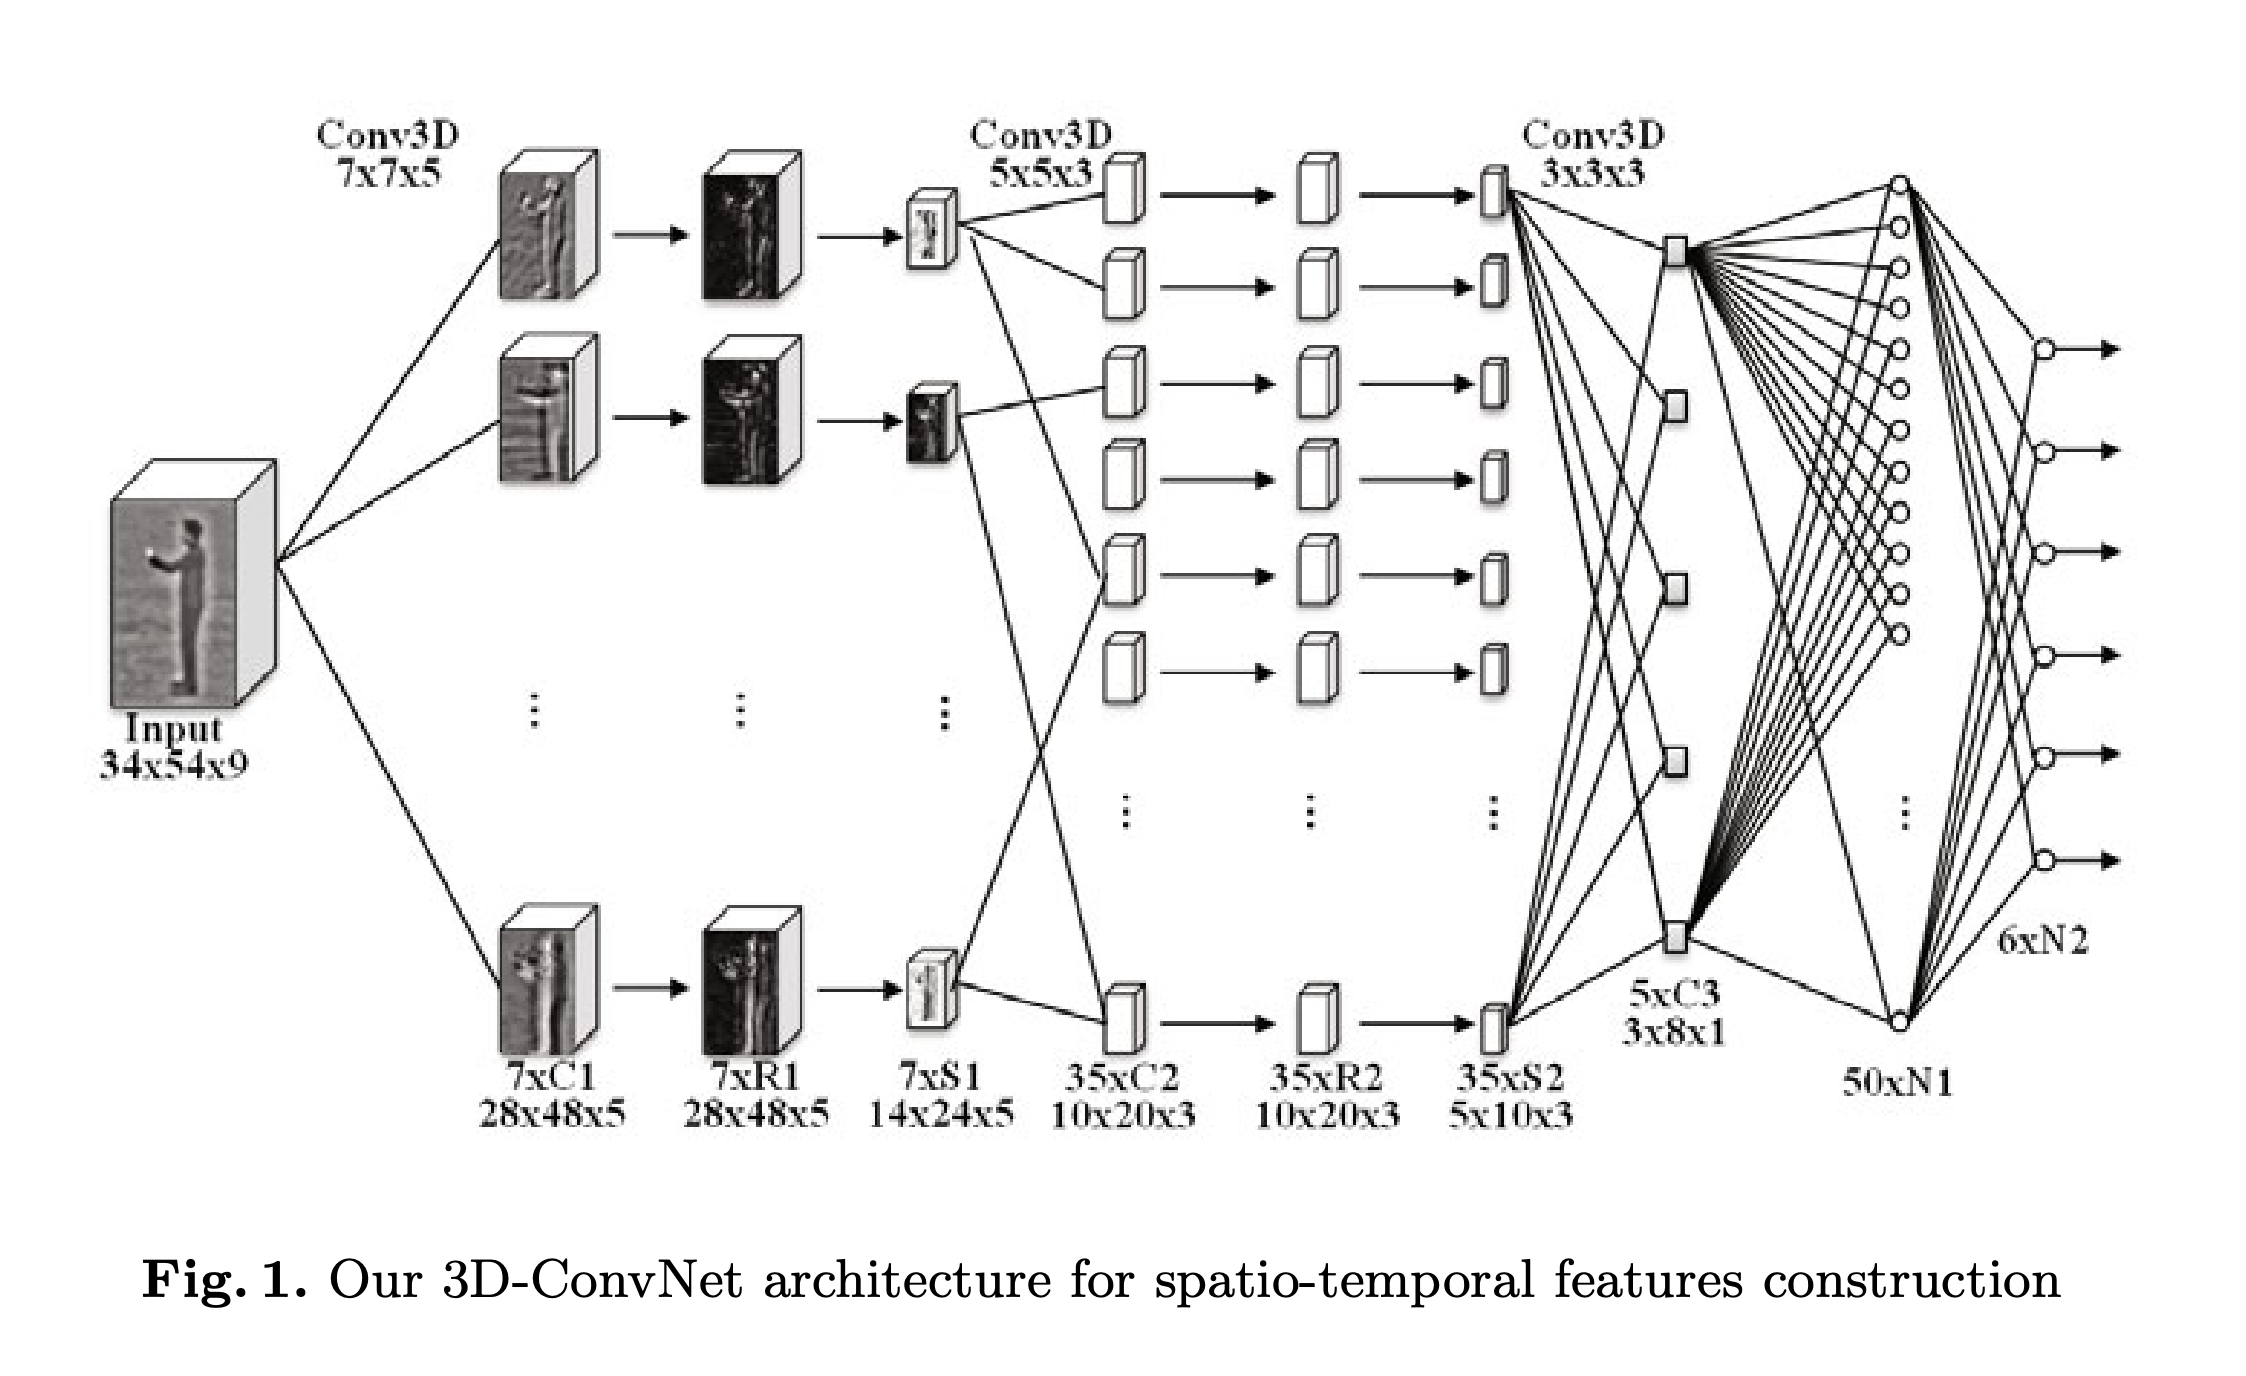 Conv3D
7x7x5
Conv3D
5x5x3
Conv3D
3x3x3
Input
34x54x9
7xC1
28x48x5
7xR1
28x48x5
7xS1
14x24x5
35xC2
10x20x3
35xR2
10x20x3
35xS2
5x10x3
5xC3
3x8x1
50xN1
6xN2
Fig. 1. Our 3D-ConvNet architecture for spatio-temporal features construction